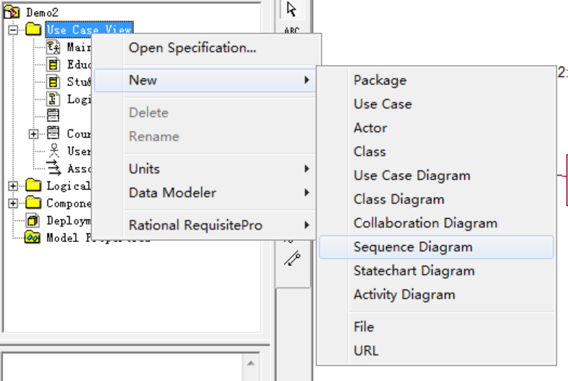 Demo2
Use Case View
Main
Educ
Stu
Logi
Cour
User
Asso
Logical
Compone
Deploym
Model Properties
ABC
Open Specification...
New
Delete
Rename
Units
Data Modeler
Rational RequisitePro
Package
Use Case
Actor
Class
Use Case Diagram
Class Diagram
Collaboration Diagram
Sequence Diagram
Statechart Diagram
Activity Diagram
File
URL
2: